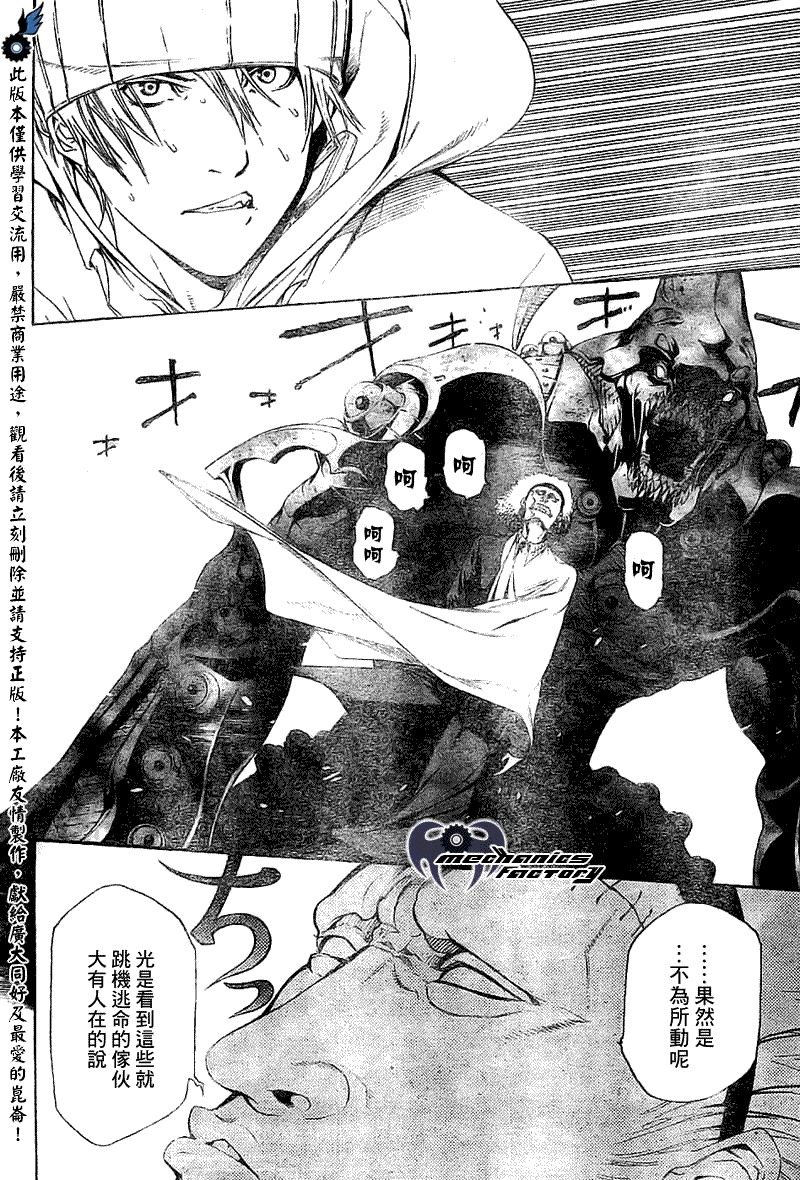 此版本僅供學習交流用，嚴禁商業用途，觀看後請立刻刪除並請支持正版！本工廠友情製作，獻給廣大同好及最愛的崑崙！
キ
キ
キ
キ
キ
キ
キ
キ
呵
呵
呵
呵
呵
mechanics
factory
……果然是
…不為所動呢
ちっ
光是看到這些就
跳機逃命的傢伙
大有人在的說